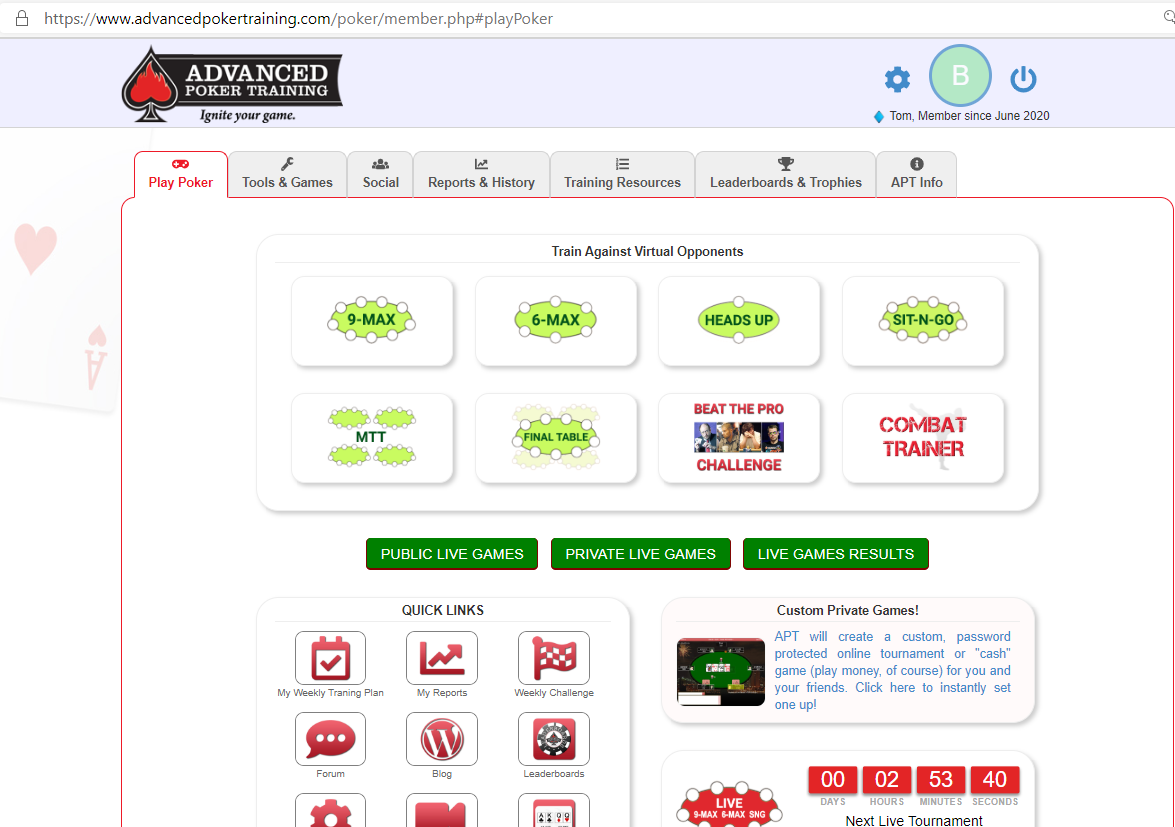 https://www.advancedpokertraining.com/poker/member.php#playPoker
ADVANCED
POKER TRAINING
Ignite your game.
B
Tom, Member since June 2020
Play Poker
Tools & Games
Social
Reports & History
Training Resources
Leaderboards & Trophies
APT Info
A
Train Against Virtual Opponents
9-MAX
6-MAX
HEADS UP
SIT-N-GO
MTT
FINAL TABLE
BEAT THE PRO
CHALLENGE
COMBAT
TRAINER
PUBLIC LIVE GAMES
PRIVATE LIVE GAMES
LIVE GAMES RESULTS
QUICK LINKS
My Weekly Traning Plan
My Reports
Weekly Challenge
Forum
Blog
Leaderboards
A K Q Q
Custom Private Games!
APT will create a custom, password
protected online tournament or "cash"
game (play money, of course) for you and
your friends. Click here to instantly set
one up!
LIVE
9-MAX 6-MAX SNG
00 02 53 40
DAYS HOURS MINUTES SECONDS
Next Live Tournament